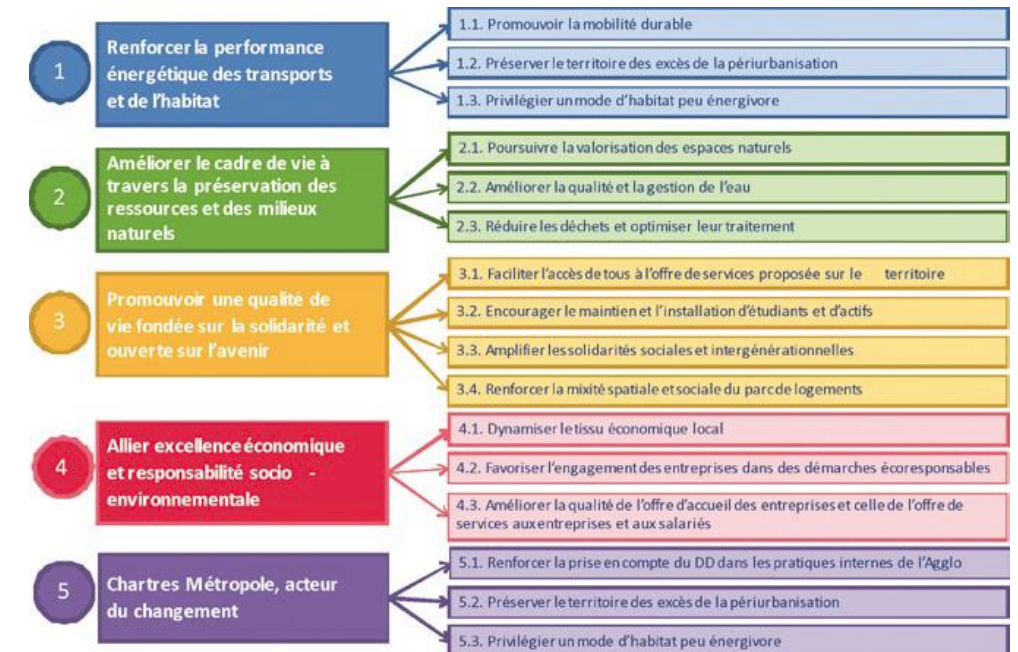 1
Renforcer la performance
énergétique des transports
et de l'habitat
1.1. Promouvoir la mobilité durable
1.2. Préserver le territoire des excès de la périurbanisation
1.3. Privilégier un mode d'habitat peu énergivore
2
Améliorer le cadre de vie à
travers la préservation des
ressources et des milieux
naturels
2.1. Poursuivre la valorisation des espaces naturels
2.2. Améliorer la qualité et la gestion de l'eau
2.3. Réduire les déchets et optimiser leur traitement
3
Promouvoir une qualité de
vie fondée sur la solidarité et
ouverte sur l'avenir
3.1. Faciliter l'accès de tous à l'offre de services proposée sur le territoire
3.2. Encourager le maintien et l'installation d'étudiants et d'actifs
3.3. Amplifier les solidarités sociales et intergénérationnelles
3.4. Renforcer la mixité spatiale et sociale du parc de logements
4
Allier excellence économique
et responsabilité socio -
environnementale
4.1. Dynamiser le tissu économique local
4.2. Favoriser l'engagement des entreprises dans des démarches écoresponsables
4.3. Améliorer la qualité de l'offre d'accueil des entreprises et celle de l'offre de
services aux entreprises et aux salariés
5
Chartres Métropole, acteur
du changement
5.1. Renforcer la prise en compte du DD dans les pratiques internes de l'Agglo
5.2. Préserver le territoire des excès de la périurbanisation
5.3. Privilégier un mode d'habitat peu énergivore